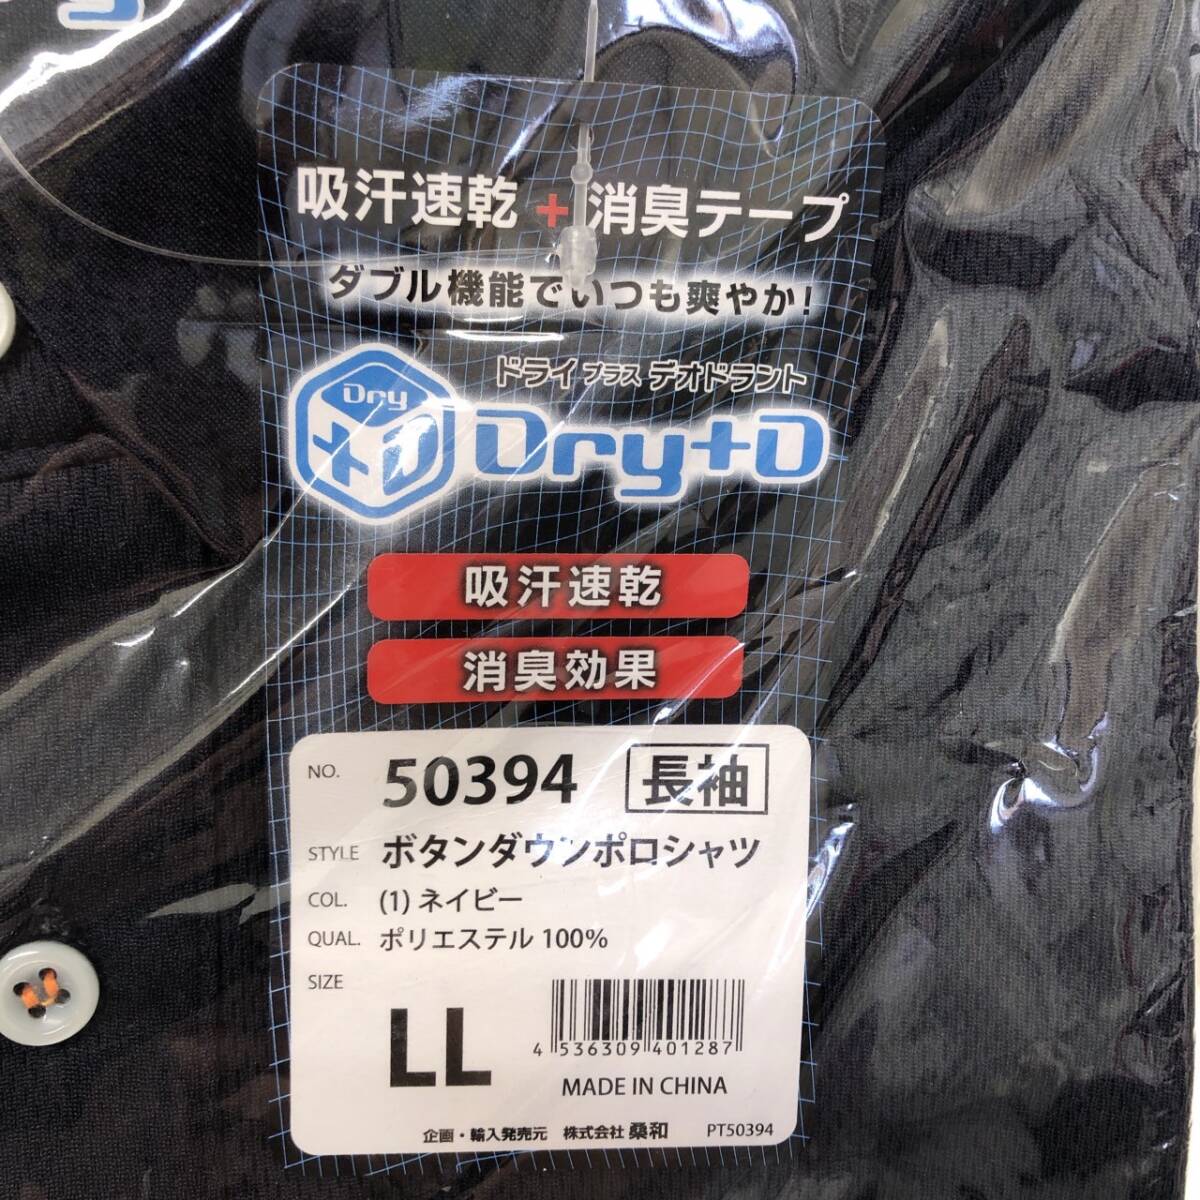 吸汗速乾 + 消臭テープ
ダブル機能でいつも爽やか!
ドライ プラス デオドラント
Dry +D Dry+D
吸汗速乾
消臭効果
NO. 50394 長袖
STYLE ボタンダウンポロシャツ
COL. (1) ネイビー
QUAL. ポリエステル 100%
SIZE LL
4 536309 401287
MADE IN CHINA
企画・輸入発売元 株式会社 桑和 PT50394